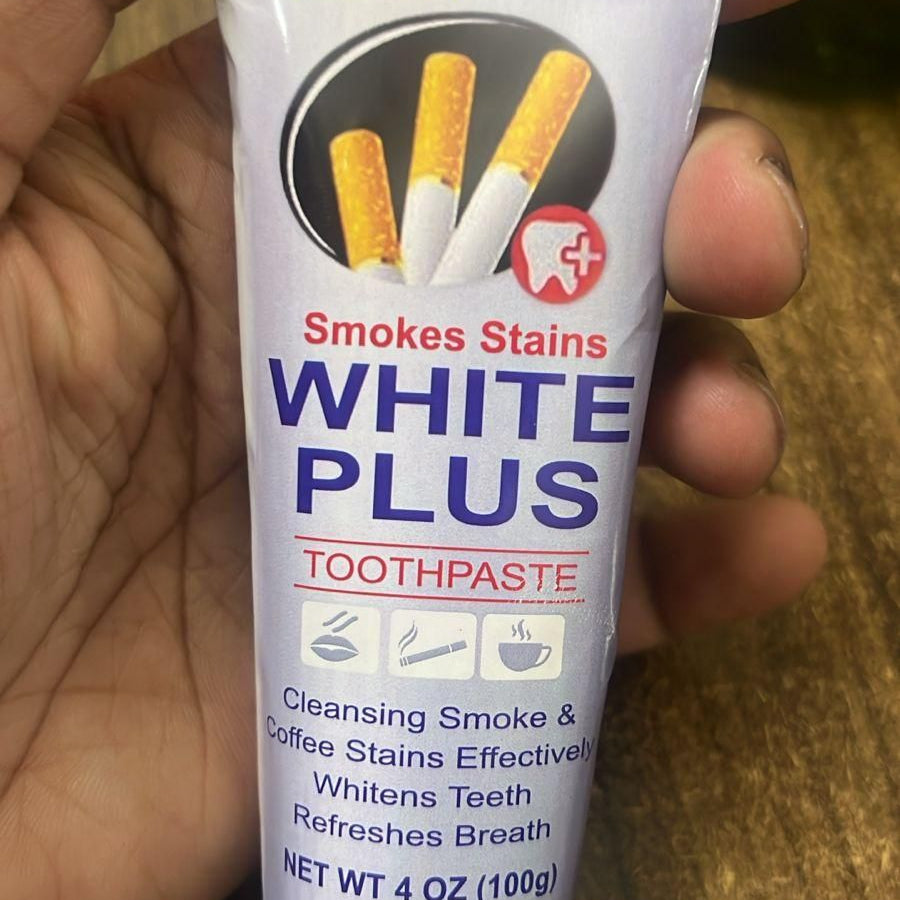 Smokes Stains
WHITE
PLUS
TOOTHPASTE
Cleansing Smoke &
Coffee Stains Effectively
Whitens Teeth
Refreshes Breath
NET WT 4 OZ (100g)